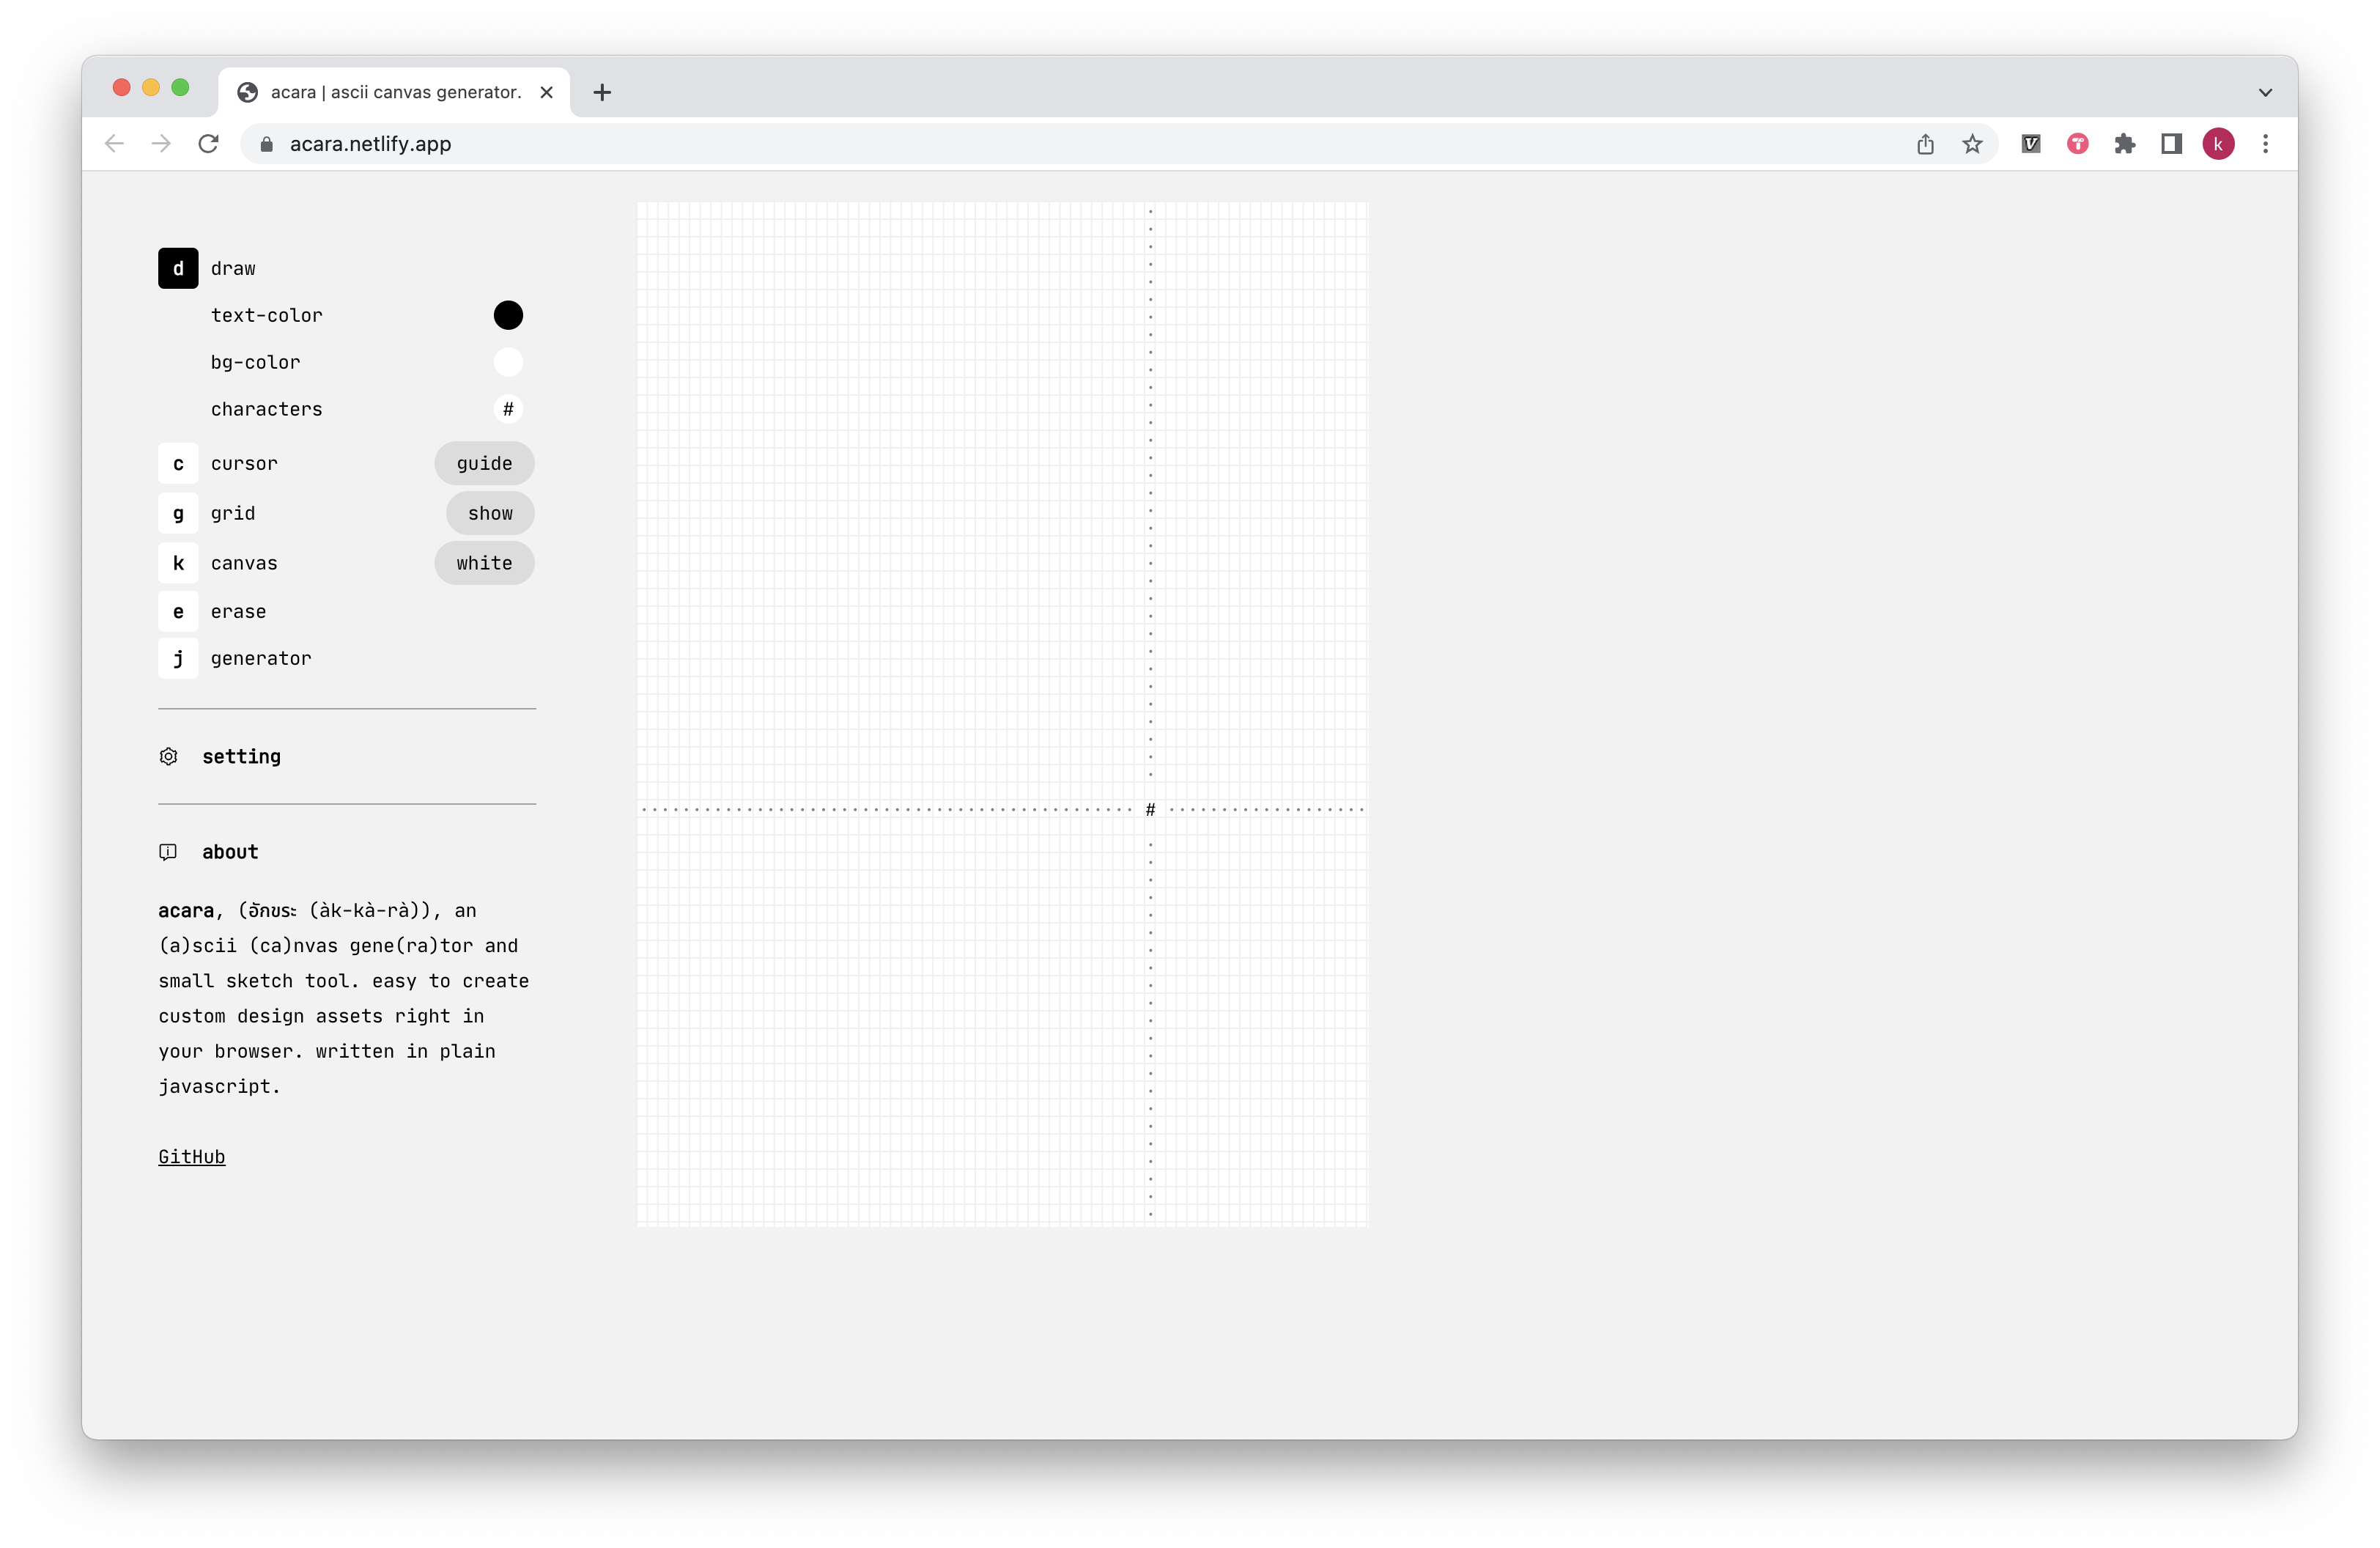 acara | ascii canvas generator.
acara.netlify.app
k
d draw
text-color
bg-color
characters #
c cursor guide
g grid show
k canvas white
e erase
j generator
setting
about
acara, (อักขระ (àk-kà-rà)), an
(a)scii (ca)nvas gene(ra)tor and
small sketch tool. easy to create
custom design assets right in
your browser. written in plain
javascript.
GitHub
#